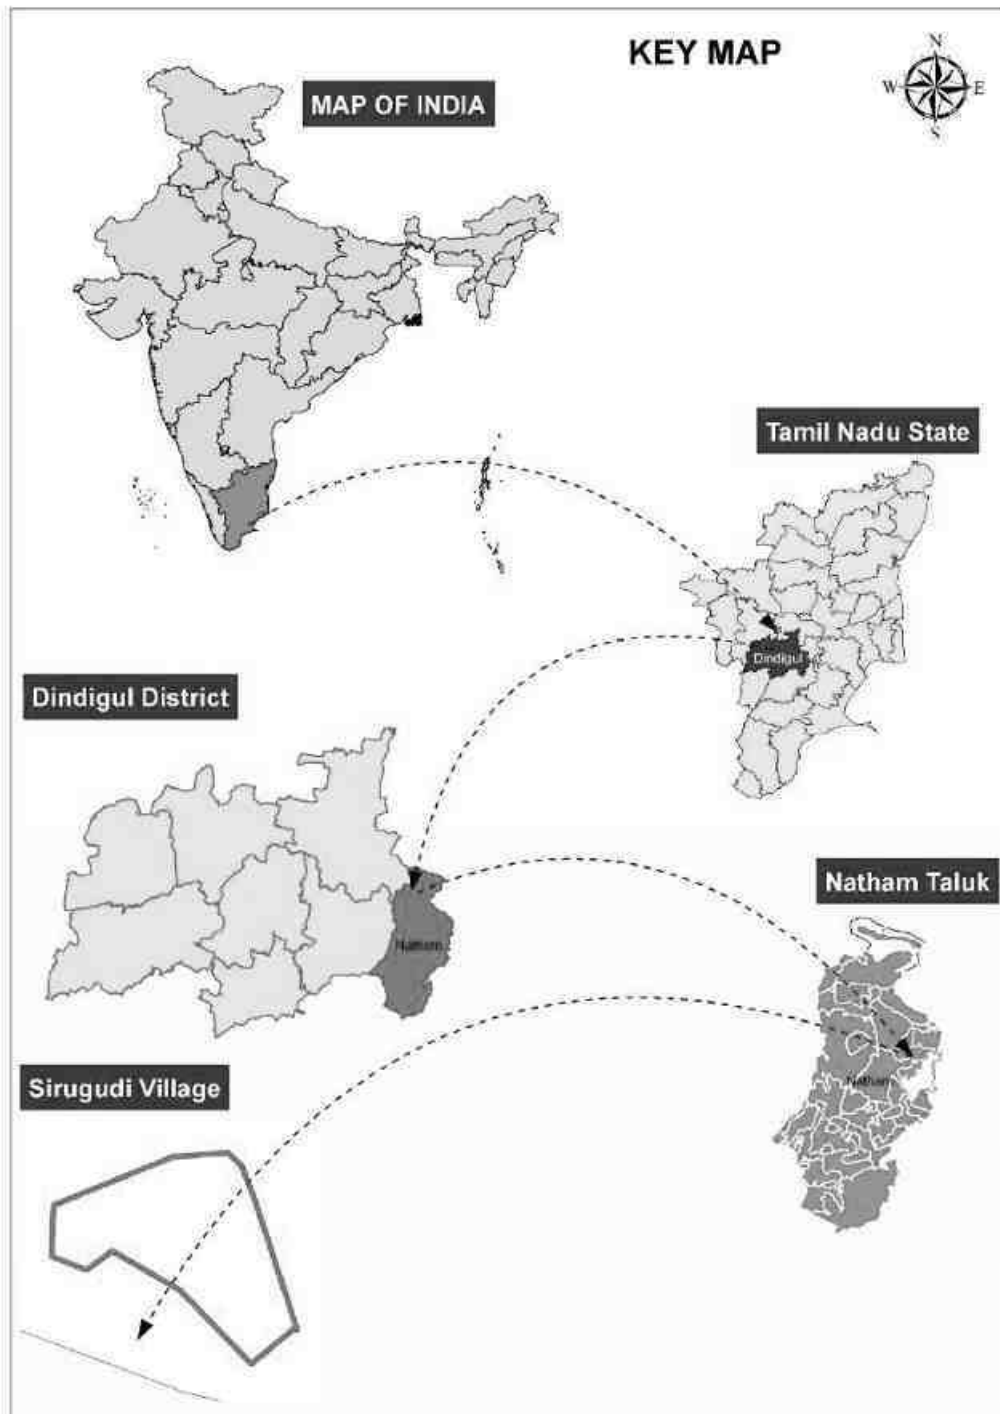 KEY MAP
N
W E
S
MAP OF INDIA
Tamil Nadu State
Dindigul
Dindigul District
Natham Taluk
Natham
Natham
Sirugudi Village